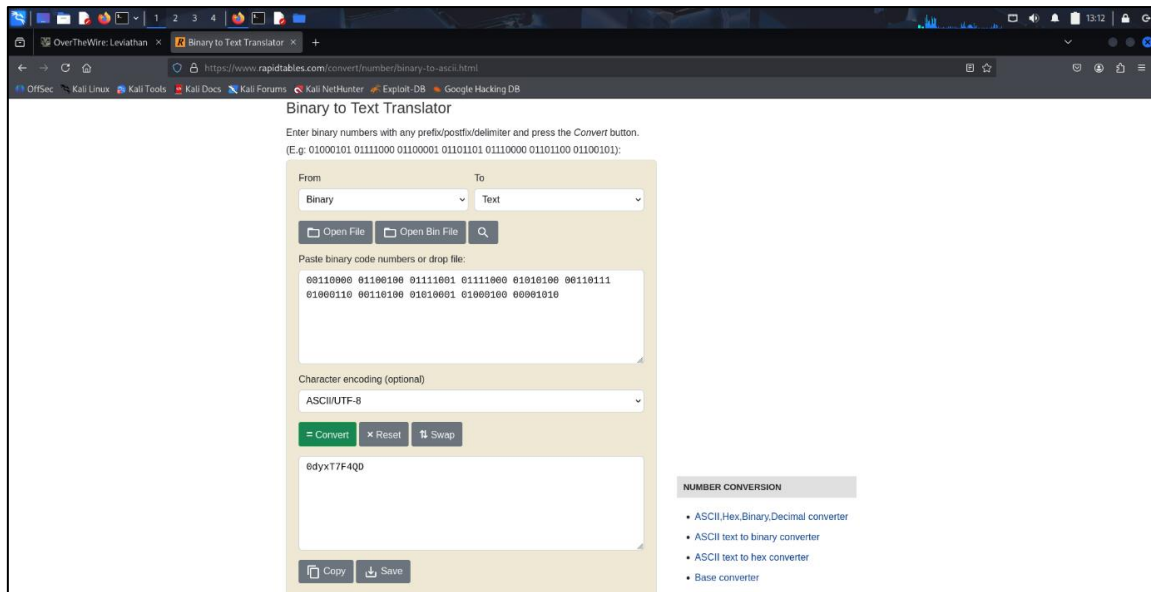 1 2 3 4
13:12
OverTheWire: Leviathan
Binary to Text Translator
https://www.rapidtables.com/convert/number/binary-to-ascii.html
OffSec Kali Linux Kali Tools Kali Docs Kali Forums Kali NetHunter Exploit-DB Google Hacking DB
Binary to Text Translator
Enter binary numbers with any prefix/postfix/delimiter and press the Convert button.
(E.g: 01000101 01111000 01100001 01101101 01110000 01101100 01100101):
From To
Binary Text
Open File Open Bin File
Paste binary code numbers or drop file:
00110000 01100100 01111001 01111000 01010100 00110111
01000110 00110100 01010001 01000100 00001010
Character encoding (optional)
ASCII/UTF-8
= Convert × Reset ⇅ Swap
0dyxT7F4QD
NUMBER CONVERSION
• ASCII,Hex,Binary,Decimal converter
• ASCII text to binary converter
• ASCII text to hex converter
• Base converter
Copy Save